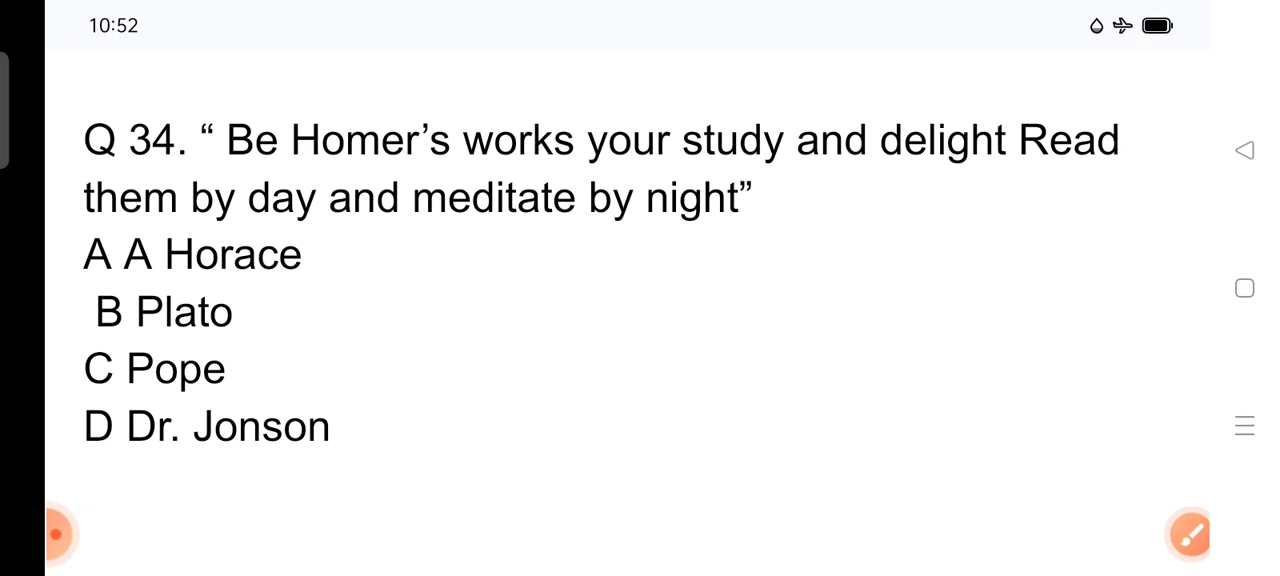 10:52
Q 34. “ Be Homer’s works your study and delight Read
them by day and meditate by night”
A A Horace
B Plato
C Pope
D Dr. Jonson